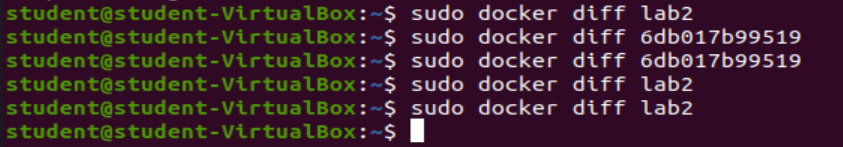 student@student-VirtualBox:~$ sudo docker diff lab2
student@student-VirtualBox:~$ sudo docker diff 6db017b99519
student@student-VirtualBox:~$ sudo docker diff 6db017b99519
student@student-VirtualBox:~$ sudo docker diff lab2
student@student-VirtualBox:~$ sudo docker diff lab2
student@student-VirtualBox:~$